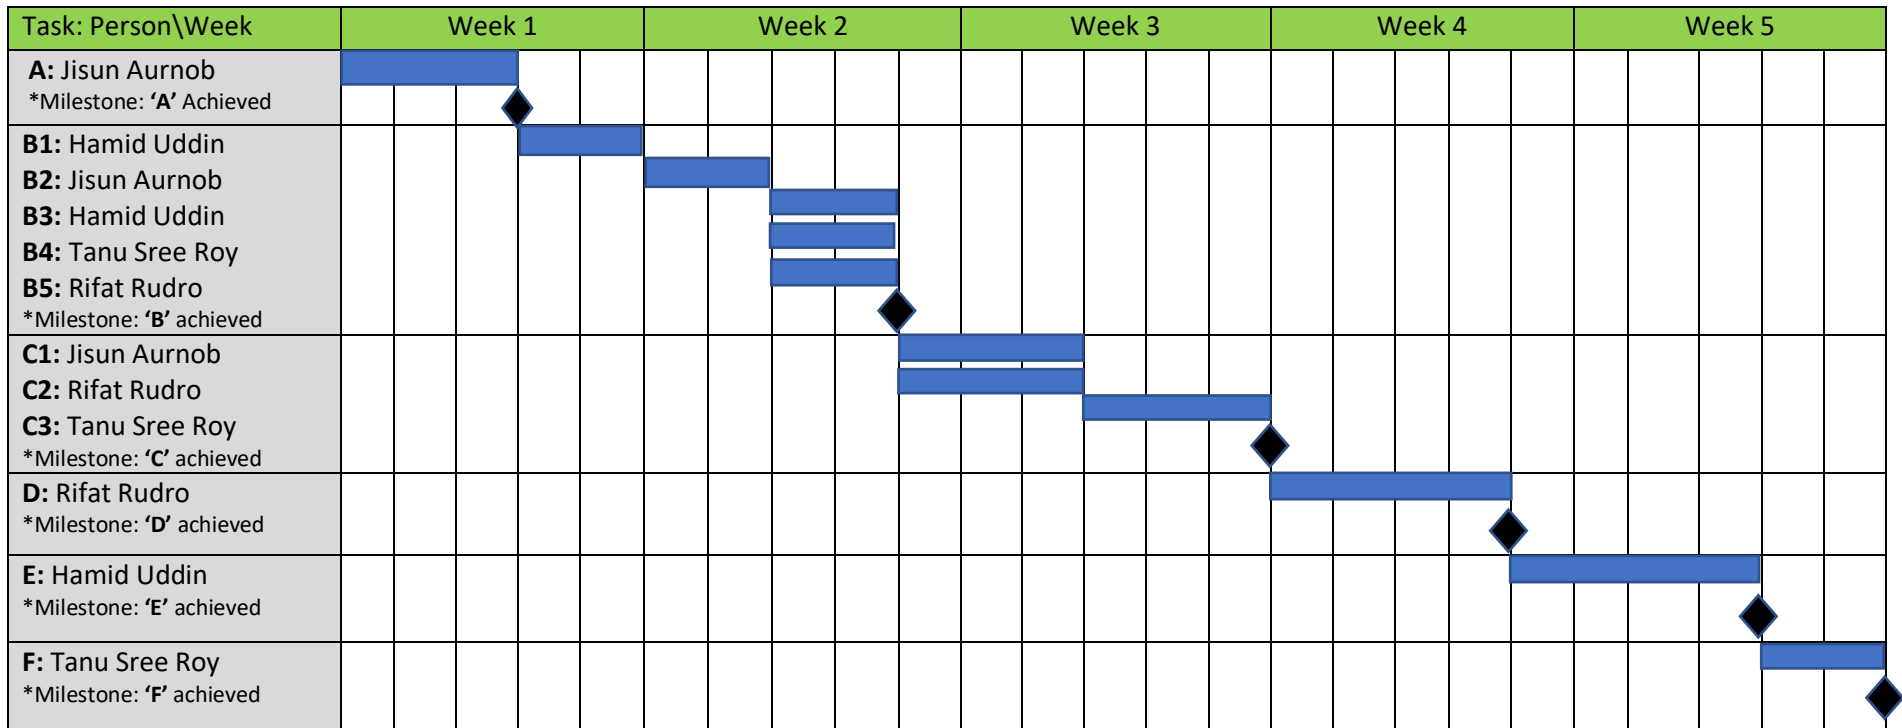 Task: Person\Week Week 1 Week 2 Week 3 Week 4 Week 5
A: Jisun Aurnob
*Milestone: ‘A’ Achieved
B1: Hamid Uddin
B2: Jisun Aurnob
B3: Hamid Uddin
B4: Tanu Sree Roy
B5: Rifat Rudro
*Milestone: ‘B’ achieved
C1: Jisun Aurnob
C2: Rifat Rudro
C3: Tanu Sree Roy
*Milestone: ‘C’ achieved
D: Rifat Rudro
*Milestone: ‘D’ achieved
E: Hamid Uddin
*Milestone: ‘E’ achieved
F: Tanu Sree Roy
*Milestone: ‘F’ achieved